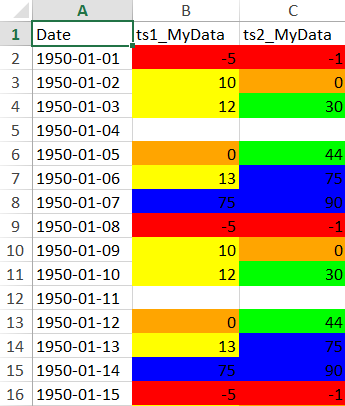 A B C
1 Date ts1_MyData ts2_MyData
2 1950-01-01 -5 -1
3 1950-01-02 10 0
4 1950-01-03 12 30
5 1950-01-04
6 1950-01-05 0 44
7 1950-01-06 13 75
8 1950-01-07 75 90
9 1950-01-08 -5 -1
10 1950-01-09 10 0
11 1950-01-10 12 30
12 1950-01-11
13 1950-01-12 0 44
14 1950-01-13 13 75
15 1950-01-14 75 90
16 1950-01-15 -5 -1